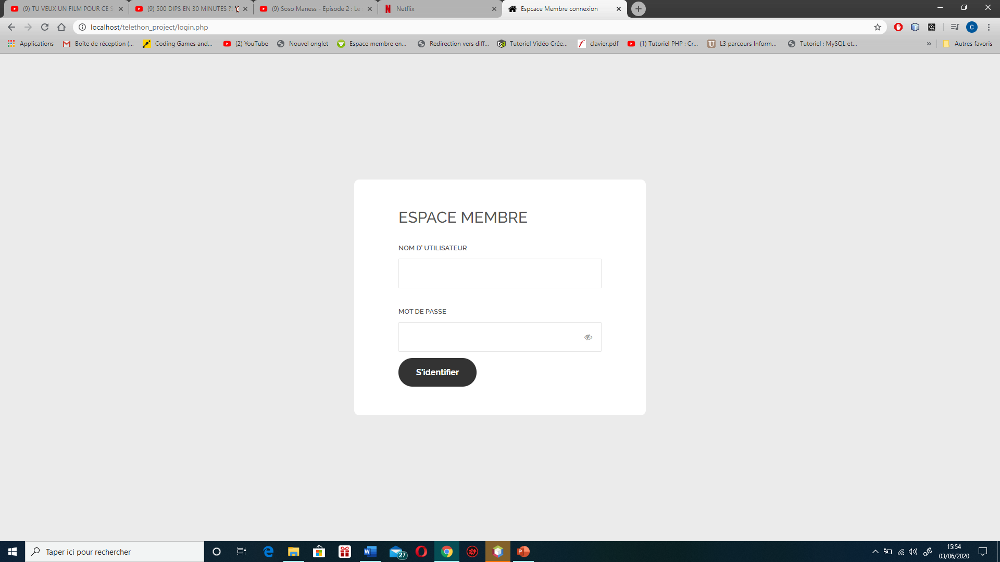 (9) TU VEUX UN FILM POUR CE S
(9) 500 DIPS EN 30 MINUTES ?!
(9) Soso Maness - Episode 2 : Le
Netflix
Espcace Membre connexion
localhost/telethon_project/login.php
C
Applications
Boîte de réception (...
Coding Games and...
(2) YouTube
Nouvel onglet
Espace membre en...
Redirection vers diff...
Tutoriel Vidéo Crée...
clavier.pdf
(1) Tutoriel PHP : Cr...
L3 parcours Inform...
Tutoriel : MySQL et...
»
Autres favoris
ESPACE MEMBRE
NOM D' UTILISATEUR
MOT DE PASSE
S'identifier
Taper ici pour rechercher
27
15:54
03/06/2020